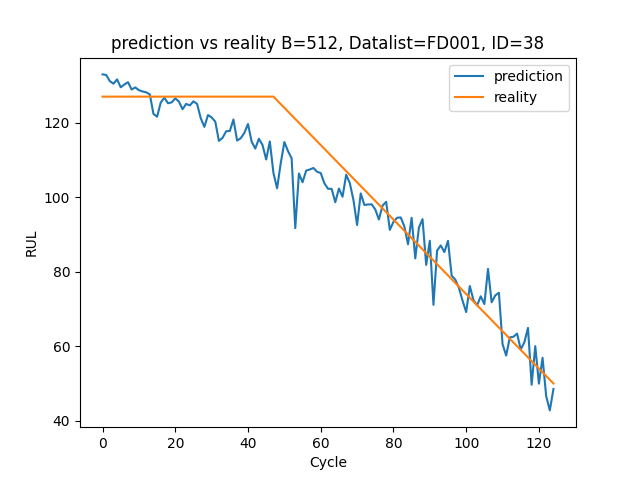 prediction vs reality B=512, Datalist=FD001, ID=38
prediction
reality
RUL
120
100
80
60
40
0 20 40 60 80 100 120
Cycle